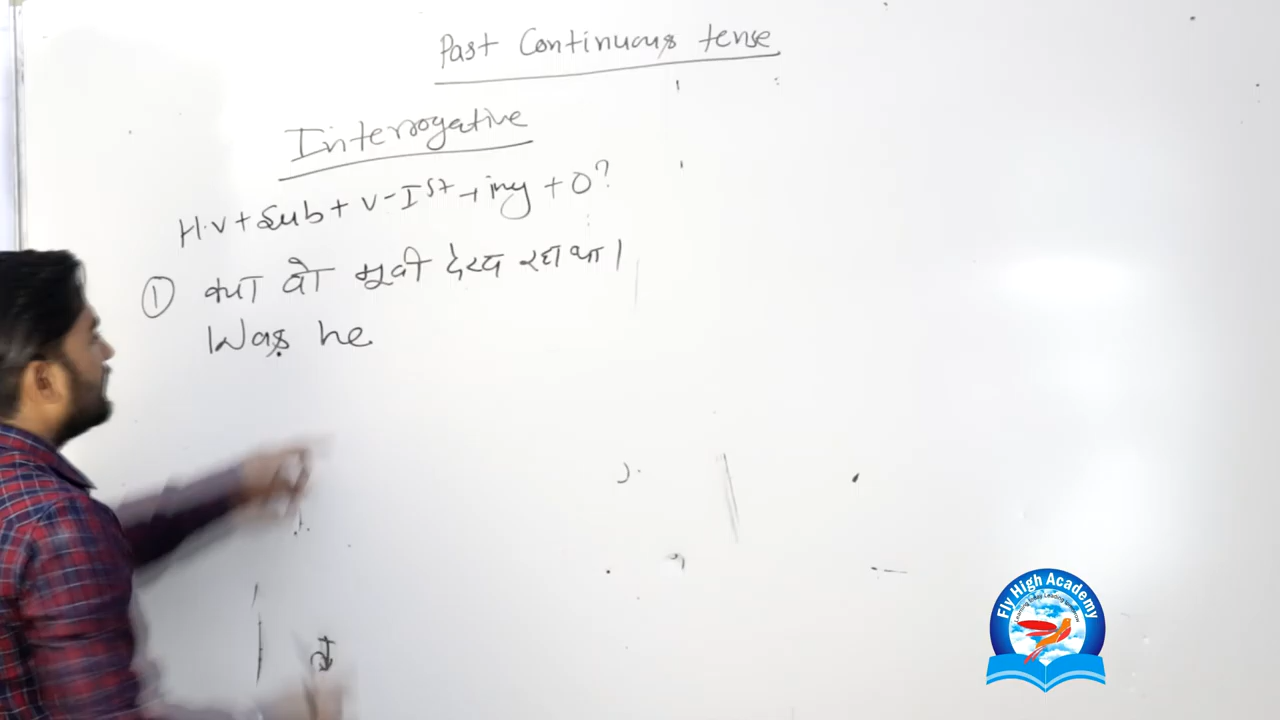 Past Continuous tense
Interrogative
H.V + Sub + V-Ist + ing + O?
① क्या वो मूवी देख रहा था।
Was he
Fly High Academy